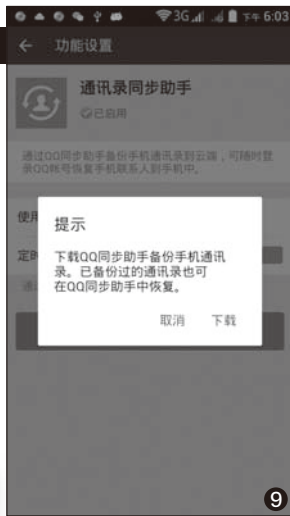 3G 下午6:03
功能设置
通讯录同步助手
已启用
通过QQ同步助手备份手机通讯录到云端，可随时登
录QQ帐号恢复手机联系人到手机中。
使用
提示
定时
下载QQ同步助手备份手机通讯
录。已备份过的通讯录也可
在QQ同步助手中恢复。
取消 下载
9